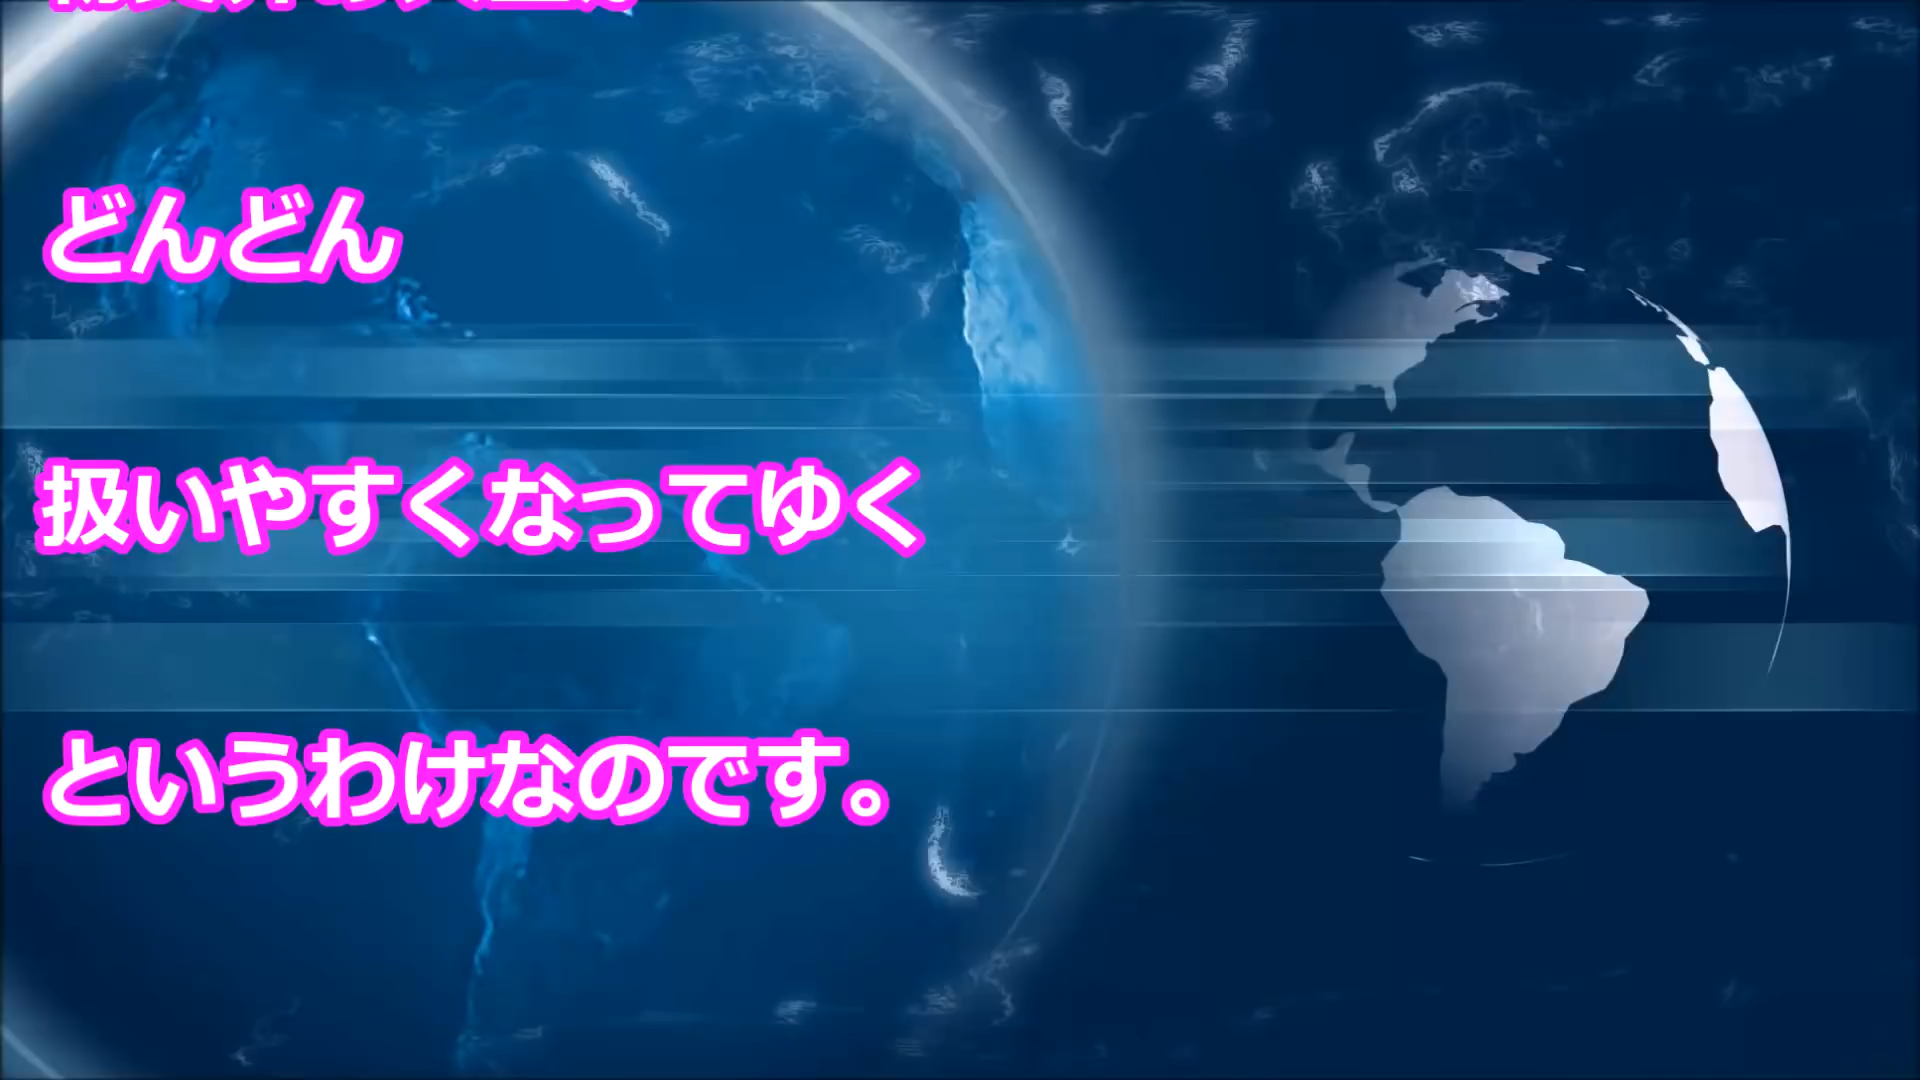 どんどん
扱いやすくなってゆく
というわけなのです。